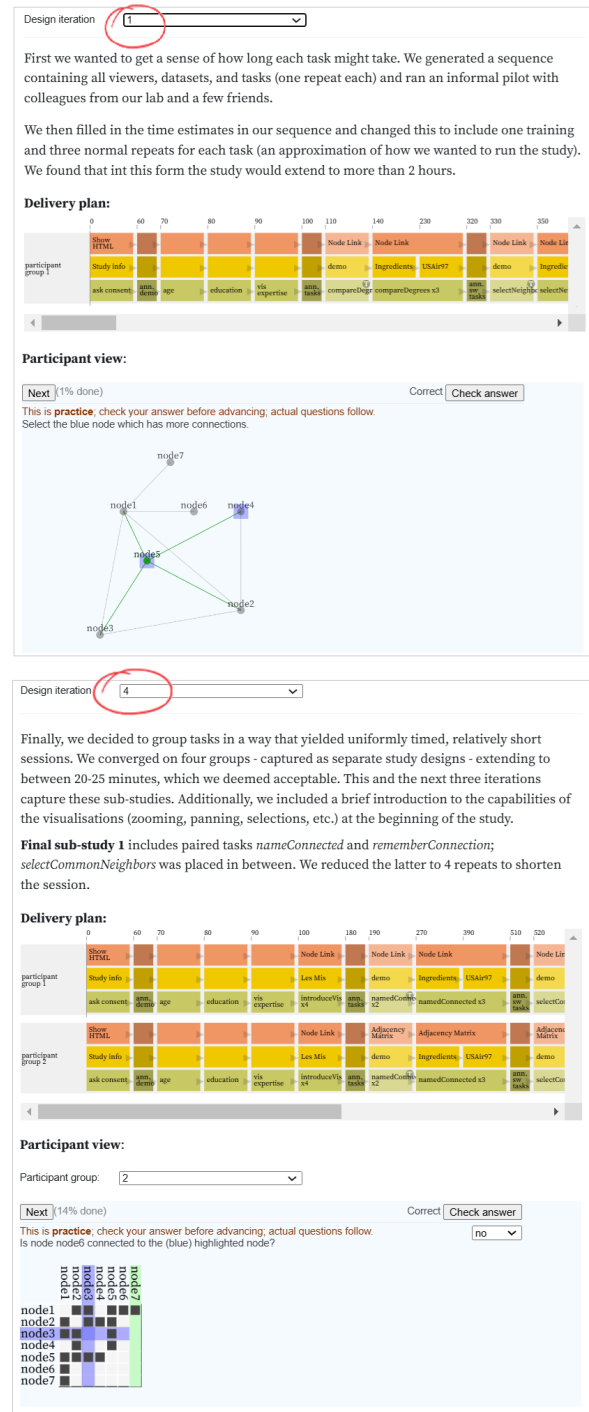 Design iteration 1
First we wanted to get a sense of how long each task might take. We generated a sequence
containing all viewers, datasets, and tasks (one repeat each) and ran an informal pilot with
colleagues from our lab and a few friends.
We then filled in the time estimates in our sequence and changed this to include one training
and three normal repeats for each task (an approximation of how we wanted to run the study).
We found that int this form the study would extend to more than 2 hours.
Delivery plan:
0 60 70 80 90 100 110 140 230 320 330 350
Show HTML Node Link Node Link Node Link Node Lin
participant group 1
Study info demo Ingredients USAir97 demo Ingredie
ask consent ann. demo age education vis expertise ann. tasks compareDegr compareDegrees x3 ann. sw tasks selectNeighbo selectNe
Participant view:
Next (1% done) Correct Check answer
This is practice; check your answer before advancing; actual questions follow.
Select the blue node which has more connections.
node7
node1 node6 node4
node5
node2
node3
Design iteration 4
Finally, we decided to group tasks in a way that yielded uniformly timed, relatively short
sessions. We converged on four groups - captured as separate study designs - extending to
between 20-25 minutes, which we deemed acceptable. This and the next three iterations
capture these sub-studies. Additionally, we included a brief introduction to the capabilities of
the visualisations (zooming, panning, selections, etc.) at the beginning of the study.
Final sub-study 1 includes paired tasks nameConnected and rememberConnection;
selectCommonNeighbors was placed in between. We reduced the latter to 4 repeats to shorten
the session.
Delivery plan:
0 60 70 80 90 100 180 190 270 390 510 520
Show HTML Node Link Node Link Node Link Node Lin
participant group 1
Study info Les Mis demo Ingredients USAir97 demo
ask consent ann. demo age education vis expertise introduceVis x4 ann. tasks x2 namedConnected x3 ann. sw tasks selectCo
Show HTML Node Link Adjacency Matrix Adjacency Matrix Adjacenc Matrix
participant group 2
Study info Les Mis demo Ingredients USAir97 demo
ask consent ann. demo age education vis expertise introduceVis x4 ann. tasks x2 namedConnected x3 ann. sw tasks selectCo
Participant view:
Participant group: 2
Next (14% done) Correct Check answer
This is practice; check your answer before advancing; actual questions follow.
no
Is node node6 connected to the (blue) highlighted node?
node1 node2 node3 node4 node5 node6 node7
node1
node2
node3
node4
node5
node6
node7